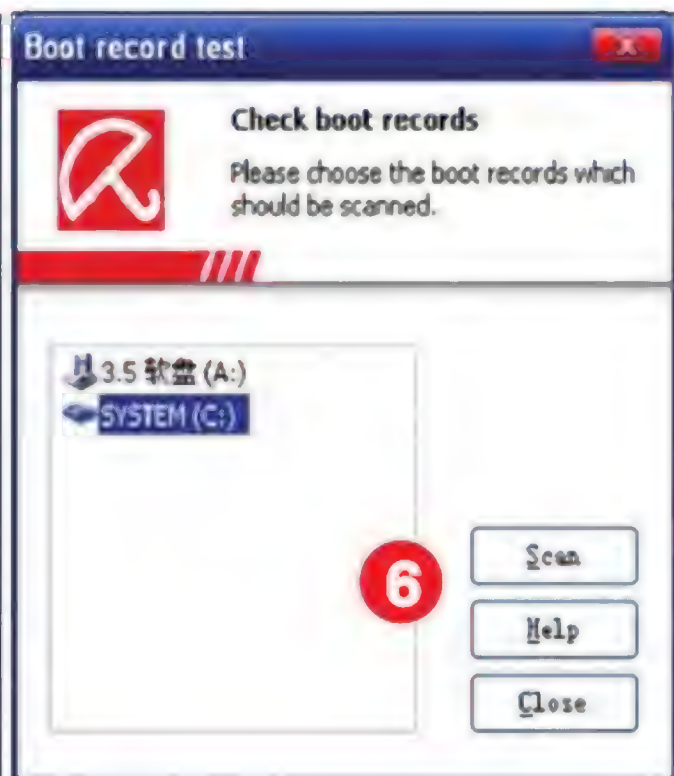 Boot record test
Check boot records
Please choose the boot records which
should be scanned.
3.5 软盘 (A:)
SYSTEM (C:)
6
Scan
Help
Close